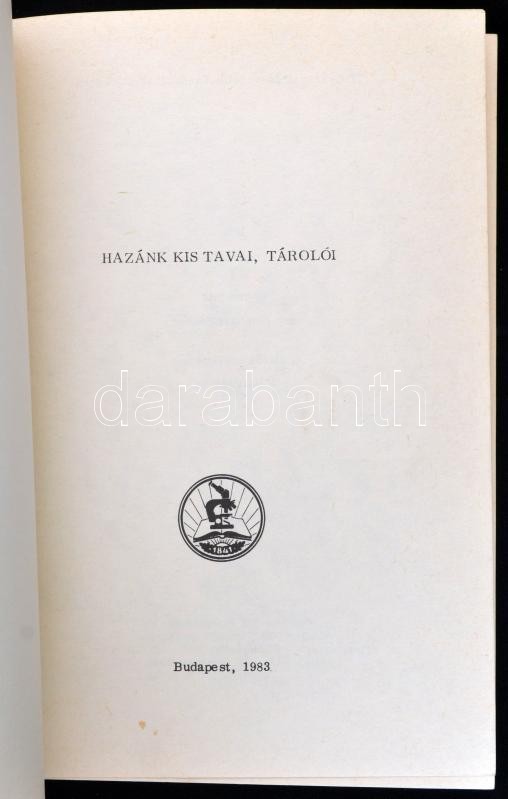 HAZÁNK KIS TAVAI, TÁROLÓI
darabanth
1841
Budapest, 1983